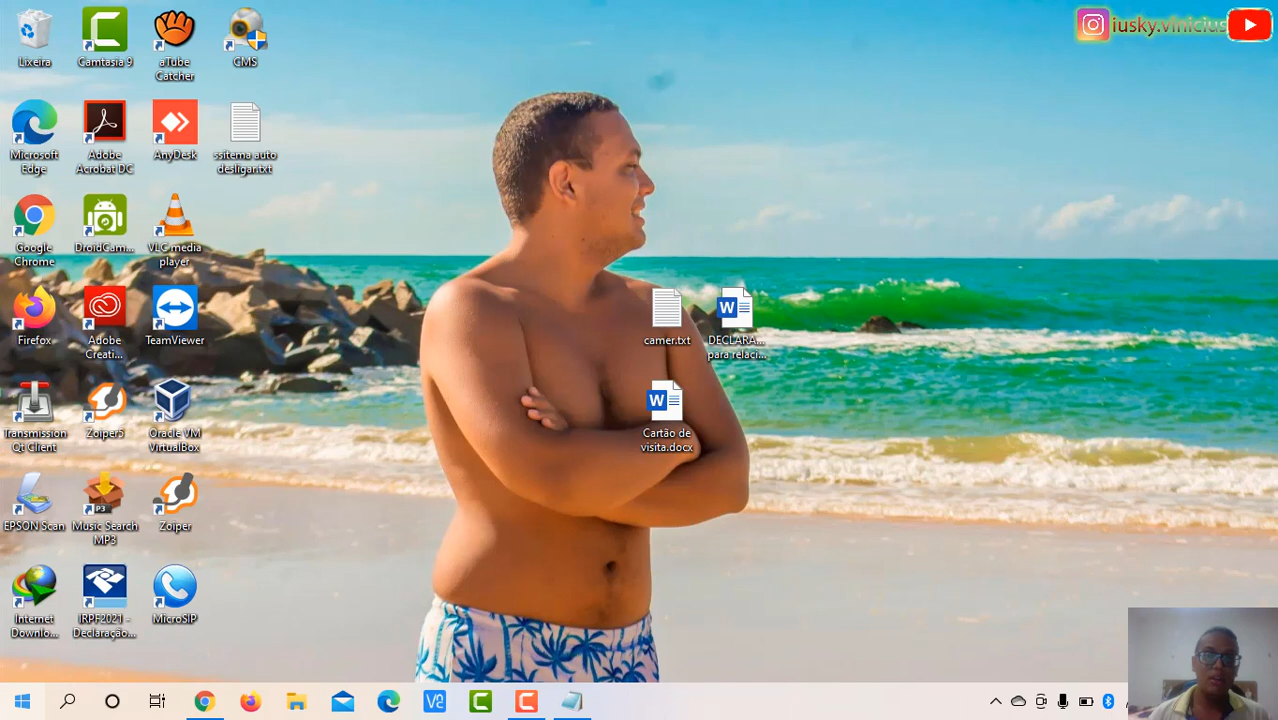 iusky.vinicius
Lixeira
Camtasia 9
aTube
Catcher
CMS
Microsoft
Edge
Adobe
Acrobat DC
AnyDesk
ssitema auto
desligar.txt
Google
Chrome
DroidCam...
VLC media
player
Firefox
Adobe
Creati...
TeamViewer
camer.txt
DECLARA...
para relaci...
Transmission
Qt Client
Zoiper5
Oracle VM
VirtualBox
Cartão de
visita.docx
EPSON Scan
Music Search
MP3
Zoiper
Internet
Downlo...
IRPF2021 -
Declaração...
MicroSIP